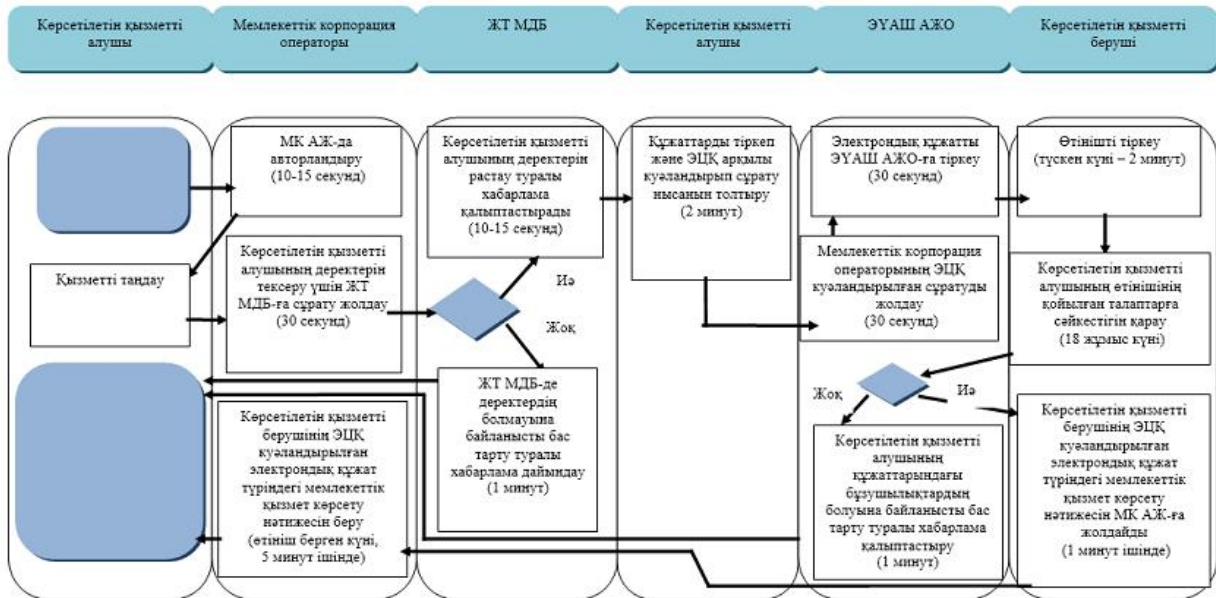 Көрсетілетін қызметті
алушы
Мемлекеттік корпорация
операторы
ЖТ МДБ
Көрсетілетін қызметті
алушы
ЭҮАШ АЖО
Көрсетілетін қызметті
беруші
МК АЖ-да
авторландыру
(10-15 секунд)
Қызметті таңдау
Көрсетілетін қызметті
алушының деректерін
тексеру үшін ЖТ
МДБ-ға сұрату жолдау
(30 секунд)
Көрсетілетін қызметті
берушінің ЭЦҚ
куәландырылған
электрондық құжат
түріндегі мемлекеттік
қызмет көрсету
нәтижесін беру
(өтініш берген күні,
5 минут ішінде)
Көрсетілетін қызметті
алушының деректерін
растау туралы
хабарлама
қалыптастырады
(10-15 секунд)
Иә
Жоқ
ЖТ МДБ-де
деректердің
болмауына
байланысты бас
тарту туралы
хабарлама дайындау
(1 минут)
Құжаттарды тіркеп
және ЭЦҚ арқылы
куәландырып сұрату
нысанын толтыру
(2 минут)
Электрондық құжатты
ЭҮАШ АЖО-ға тіркеу
(30 секунд)
Мемлекеттік корпорация
операторының ЭЦҚ
куәландырылған сұратуды
жолдау
(30 секунд)
Жоқ
Иә
Көрсетілетін қызметті
алушының
құжаттарындағы
бұзушылықтардың
болуына байланысты бас
тарту туралы хабарлама
қалыптастыру
(1 минут)
Өтінішті тіркеу
(түскен күні – 2 минут)
Көрсетілетін қызметті
алушының өтінішінің
қойылған талаптарға
сәйкестігін қарау
(18 жұмыс күні)
Көрсетілетін қызметті
берушінің ЭЦҚ
куәландырылған
электрондық құжат
түріндегі мемлекеттік
қызмет көрсету
нәтижесін МК АЖ-ға
жолдайды
(1 минут ішінде)